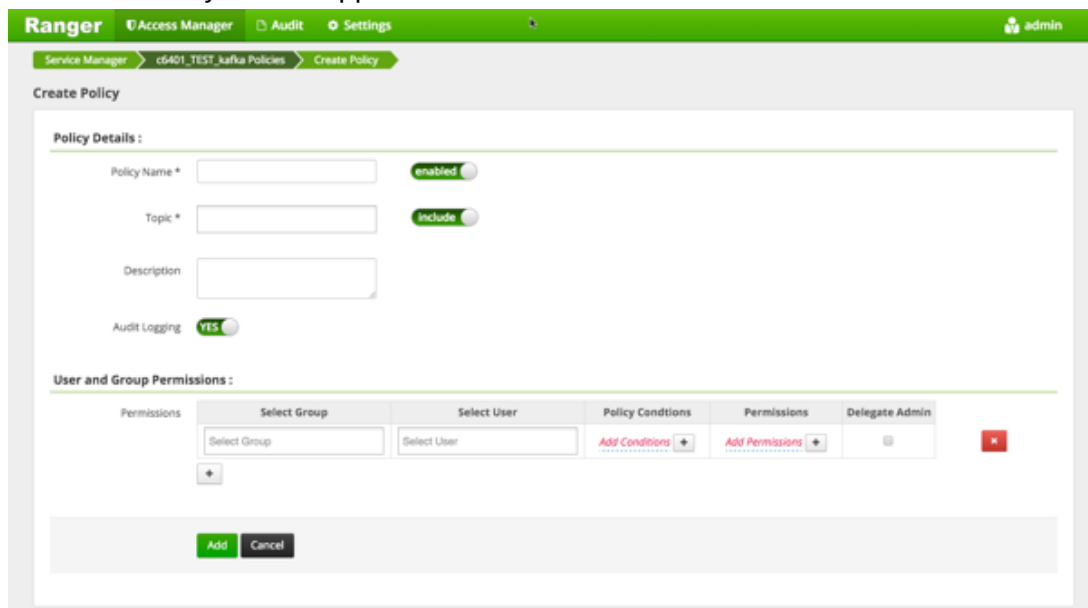 Ranger Access Manager Audit Settings admin
Service Manager c6401_TEST_kafka Policies Create Policy
Create Policy
Policy Details :
Policy Name * enabled
Topic * include
Description
Audit Logging YES
User and Group Permissions :
Permissions Select Group Select User Policy Condtions Permissions Delegate Admin
Select Group Select User Add Conditions + Add Permissions +
+
Add Cancel